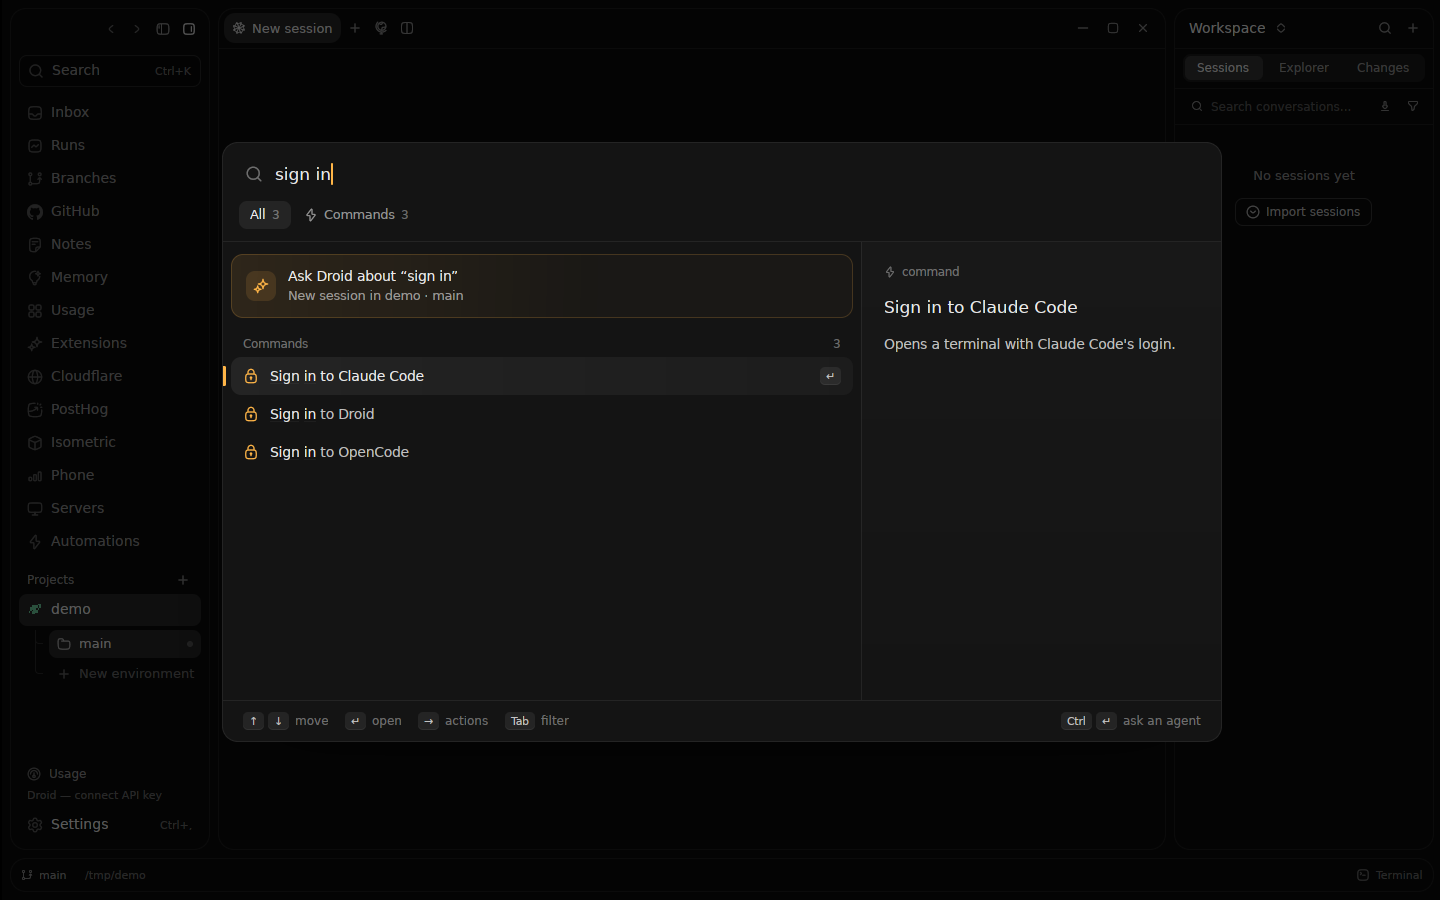 New session
Workspace
Search Ctrl+K
Sessions Explorer Changes
Inbox
Search conversations...
Runs
Branches
GitHub
Notes
Memory
Usage
Extensions
Cloudflare
PostHog
Isometric
Phone
Servers
Automations
Projects
demo
main
New environment
Usage
Droid — connect API key
Settings Ctrl+,
sign in
All 3 Commands 3
Ask Droid about “sign in”
New session in demo · main
Commands 3
Sign in to Claude Code ↵
Sign in to Droid
Sign in to OpenCode
command
Sign in to Claude Code
Opens a terminal with Claude Code's login.
↑ ↓ move ↵ open → actions Tab filter Ctrl ↵ ask an agent
No sessions yet
Import sessions
main /tmp/demo Terminal